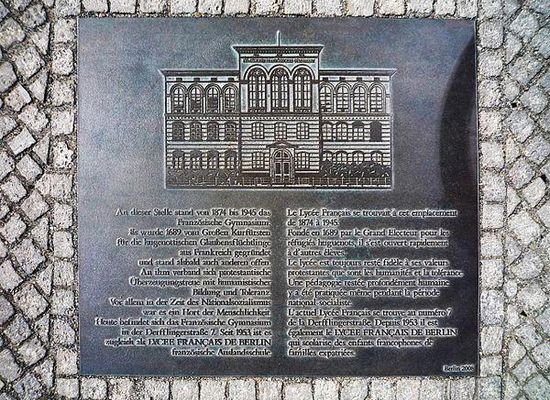 An dieser Stelle stand von 1874 bis 1945 das
Französische Gymnasium;
als wurde 1689 vom Großen Kurfürsten
für die hugenottischen Glaubensflüchtlinge
aus Frankreich gegründet
und stand alsbald auch anderen offen.
An ihm verband sich protestantische
Überzeugungstreue mit humanistischer
Bildung und Toleranz.
Vor allem in der Zeit des Nationalsozialismus
war es ein Hort der Menschlichkeit.
Heute befindet sich das Französische Gymnasium
in der Derfflingerstraße 7. Seit 1953 ist es
zugleich als LYCEE FRANÇAIS DE BERLIN
französische Auslandsschule.
Le Lycée Français se trouvait à cet emplacement
de 1874 à 1945.
Fondé en 1689 par le Grand Electeur pour les
réfugiés huguenots, il s'est ouvert rapidement
à d'autres élèves.
Le lycée est toujours resté fidèle à ses valeurs
protestantes que sont les humanités et la tolérance.
Une pédagogie restée profondément humaine
y a été pratiquée même pendant la période
national-socialiste.
L'actuel Lycée Français se trouve au numéro 7
de la Derfflingerstraße. Depuis 1953 il est
également le LYCEE FRANÇAIS DE BERLIN
qui scolarise des enfants francophones de
familles expatriées.
Berlin 2008